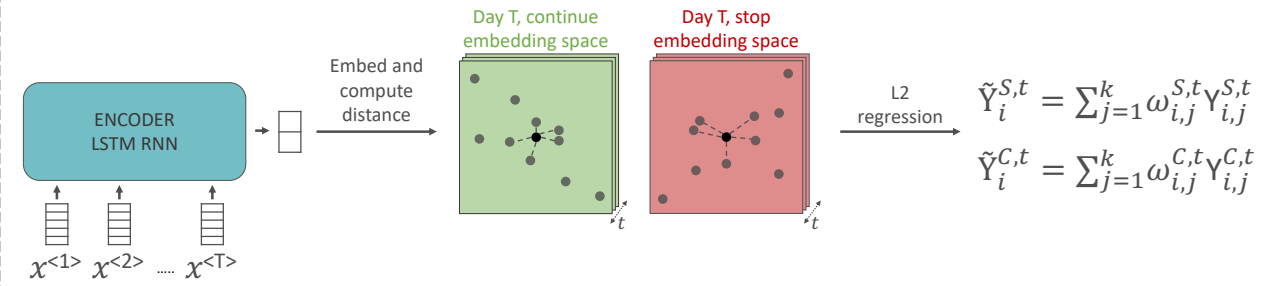 ENCODER
LSTM RNN
x<1> x<2> ..... x<T>
Embed and
compute
distance
Day T, continue
embedding space
t
Day T, stop
embedding space
t
L2
regression
Ỹ_i^{S,t} = ∑_{j=1}^{k} ω_{i,j}^{S,t} Y_{i,j}^{S,t}
Ỹ_i^{C,t} = ∑_{j=1}^{k} ω_{i,j}^{C,t} Y_{i,j}^{C,t}